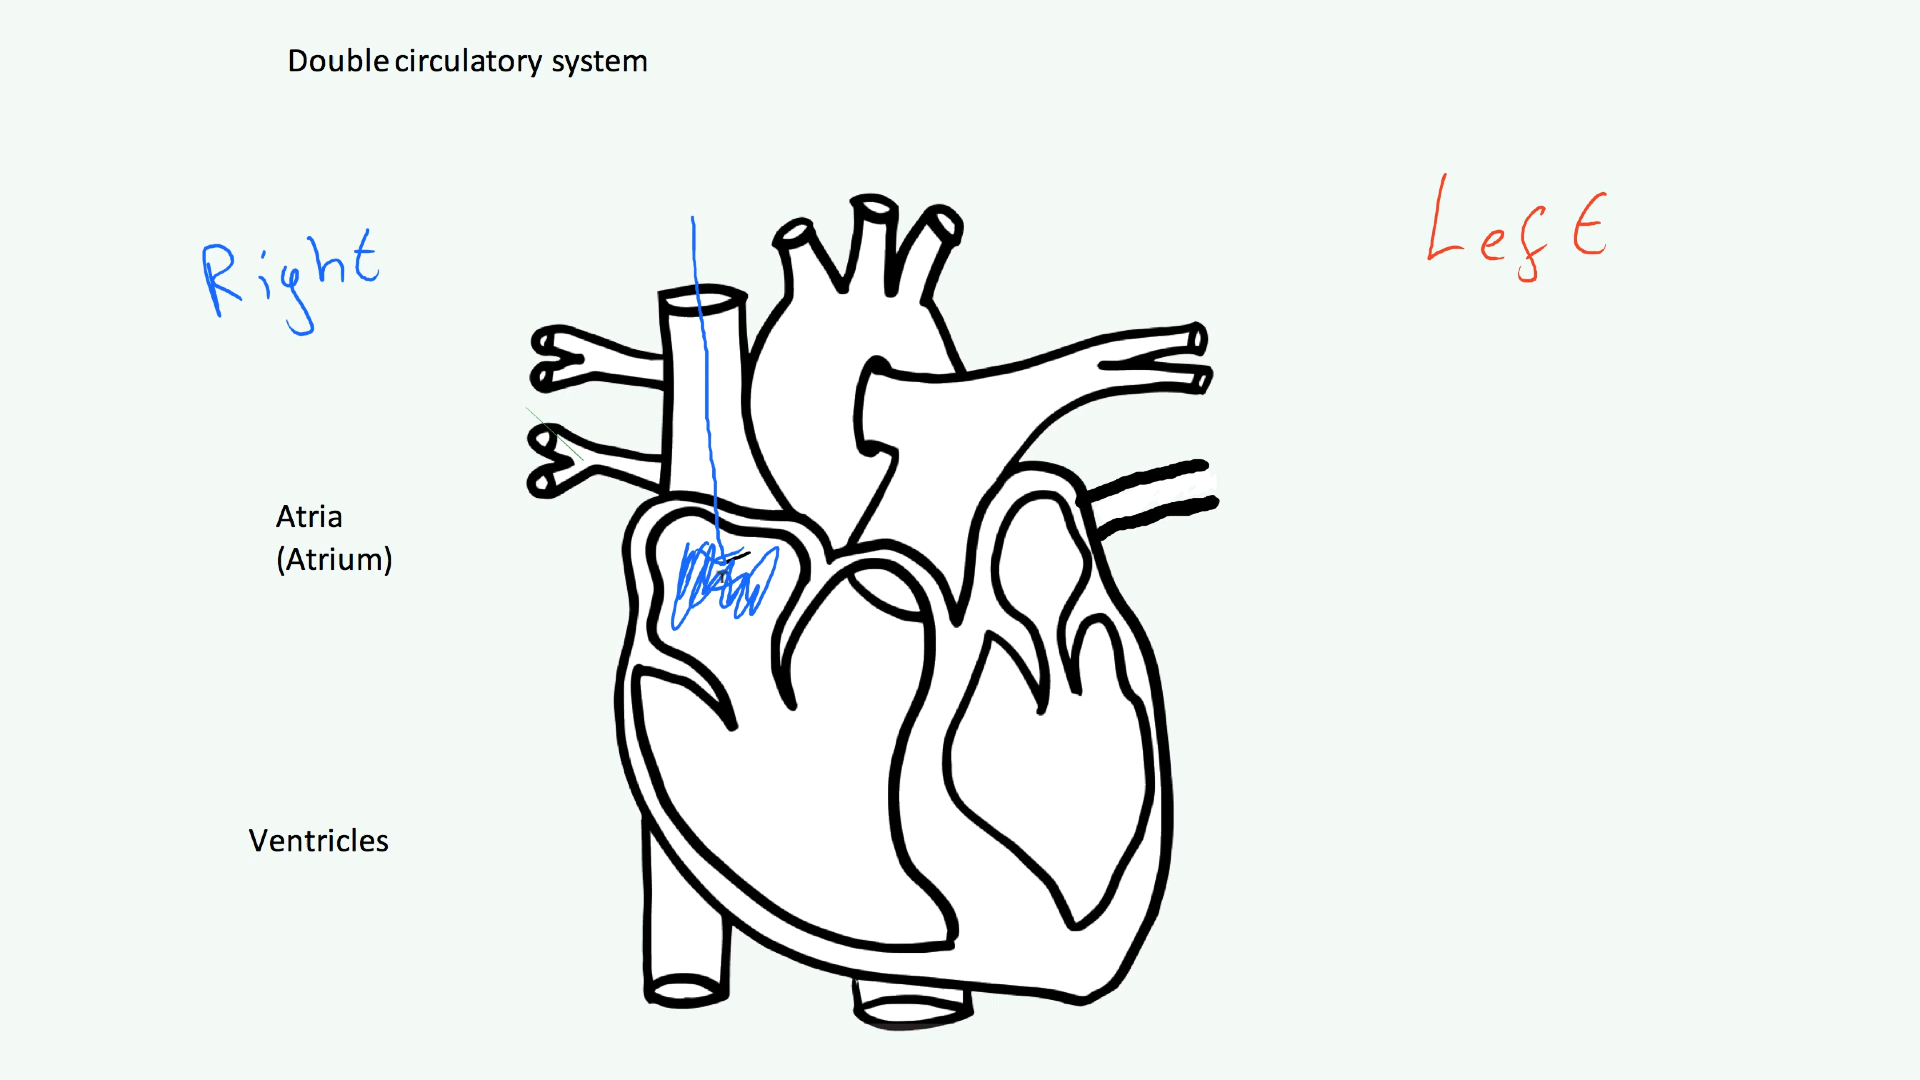 Double circulatory system
Right
Left
Atria
(Atrium)
Ventricles